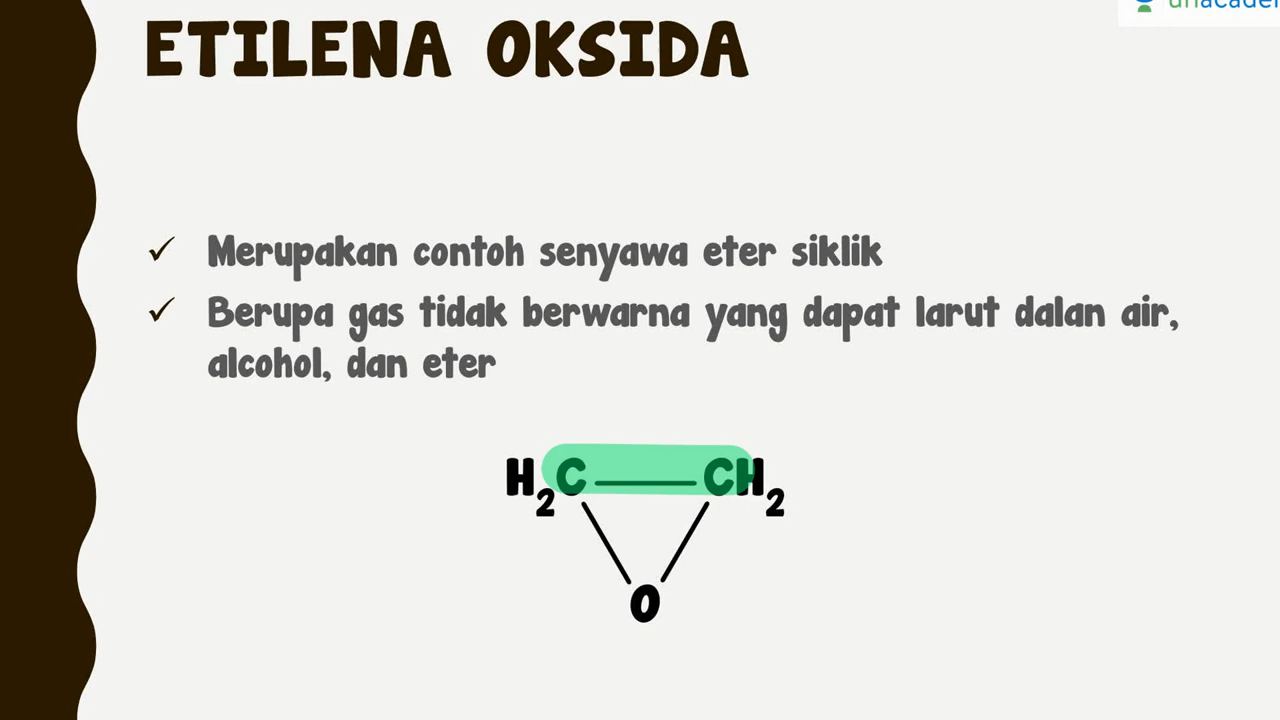 ETILENA OKSIDA
✓ Merupakan contoh senyawa eter siklik
✓ Berupa gas tidak berwarna yang dapat larut dalan air,
alcohol, dan eter
H2C — CH2
O